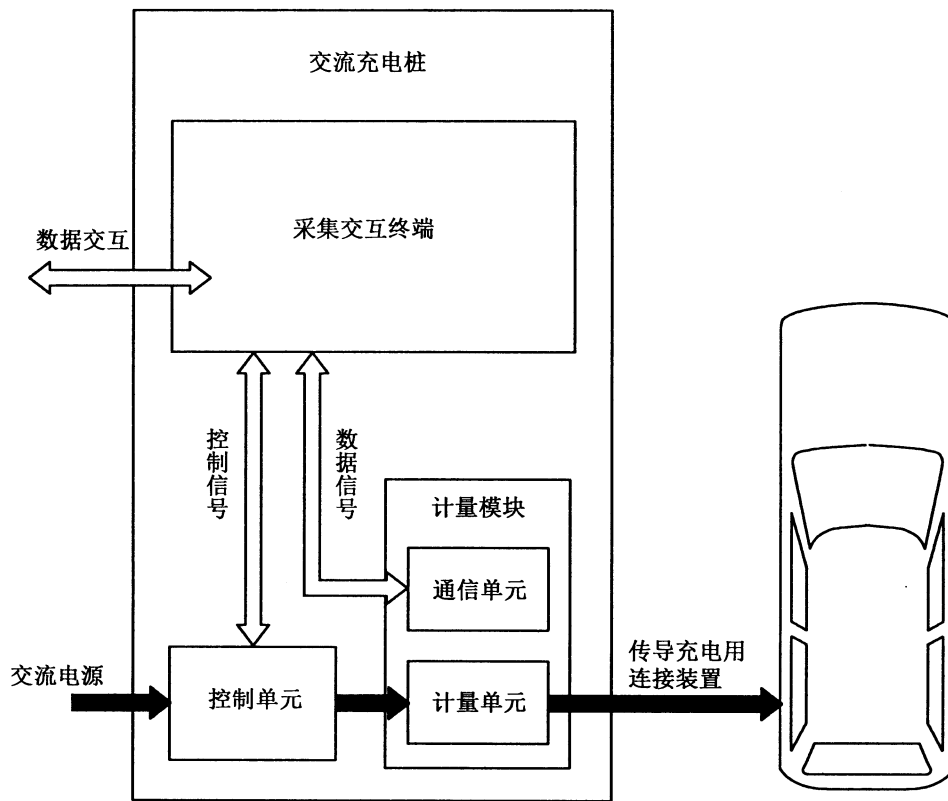 交流充电桩
采集交互终端
数据交互
控制信号
数据信号
计量模块
通信单元
交流电源
控制单元
计量单元
传导充电用
连接装置